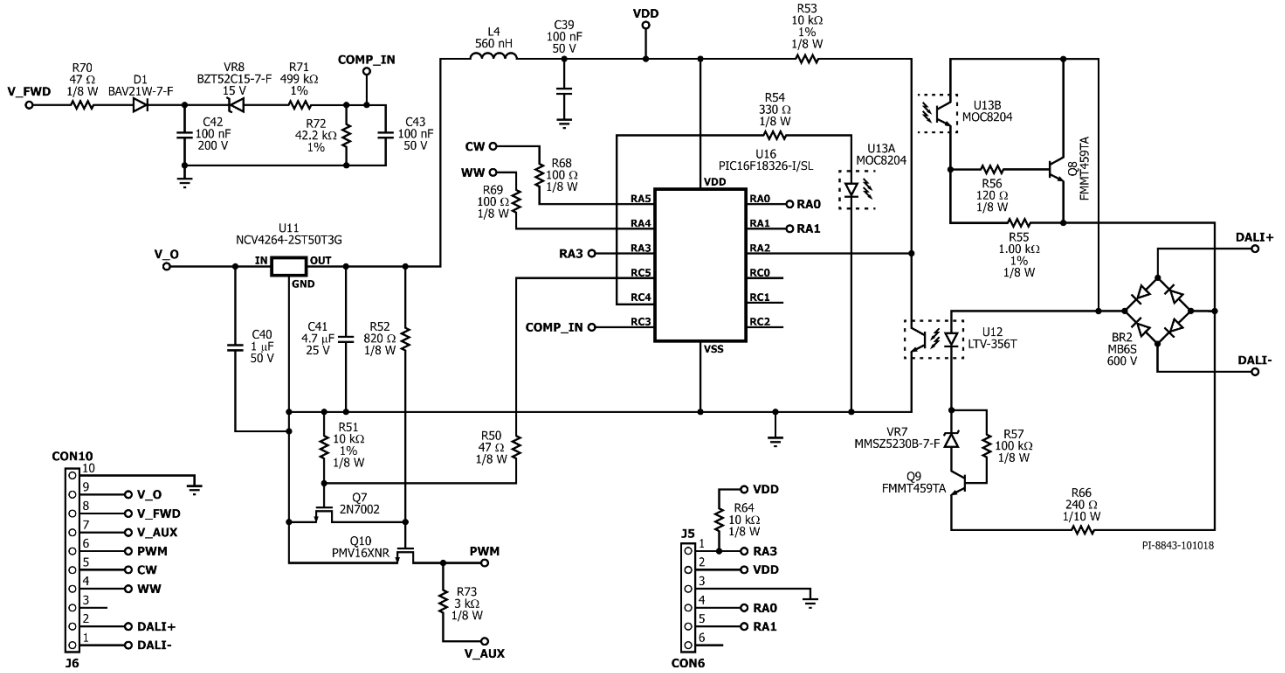 VDD
R53
10 kΩ
1%
1/8 W
L4
560 nH
C39
100 nF
50 V
R70
47 Ω
1/8 W
D1
BAV21W-7-F
VR8
BZT52C15-7-F
15 V
R71
499 kΩ
1%
COMP_IN
V_FWD
C42
100 nF
200 V
R72
42.2 kΩ
1%
C43
100 nF
50 V
R54
330 Ω
1/8 W
U13B
MOC8204
U13A
MOC8204
U16
PIC16F18326-I/SL
CW
WW
R68
100 Ω
1/8 W
R69
100 Ω
1/8 W
VDD
RA5
RA4
RA3
RC5
RC4
RC3
RA0
RA1
RA2
RC0
RC1
RC2
VSS
RA0
RA1
RA3
COMP_IN
R56
120 Ω
1/8 W
Q8
FMMT459TA
R55
1.00 kΩ
1%
1/8 W
DALI+
DALI-
BR2
MB6S
600 V
U11
NCV4264-2ST50T3G
V_O
IN
OUT
GND
C40
1 µF
50 V
C41
4.7 µF
25 V
R52
820 Ω
1/8 W
U12
LTV-356T
R51
10 kΩ
1%
1/8 W
R50
47 Ω
1/8 W
VR7
MMSZ5230B-7-F
R57
100 kΩ
1/8 W
Q9
FMMT459TA
R66
240 Ω
1/10 W
PI-8843-101018
Q7
2N7002
Q10
PMV16XNR
PWM
R73
3 kΩ
1/8 W
V_AUX
CON10
10
9
V_O
8
V_FWD
7
V_AUX
6
PWM
5
CW
4
WW
3
2
DALI+
1
DALI-
J6
VDD
R64
10 kΩ
1/8 W
J5
1
RA3
2
VDD
3
4
RA0
5
RA1
6
CON6